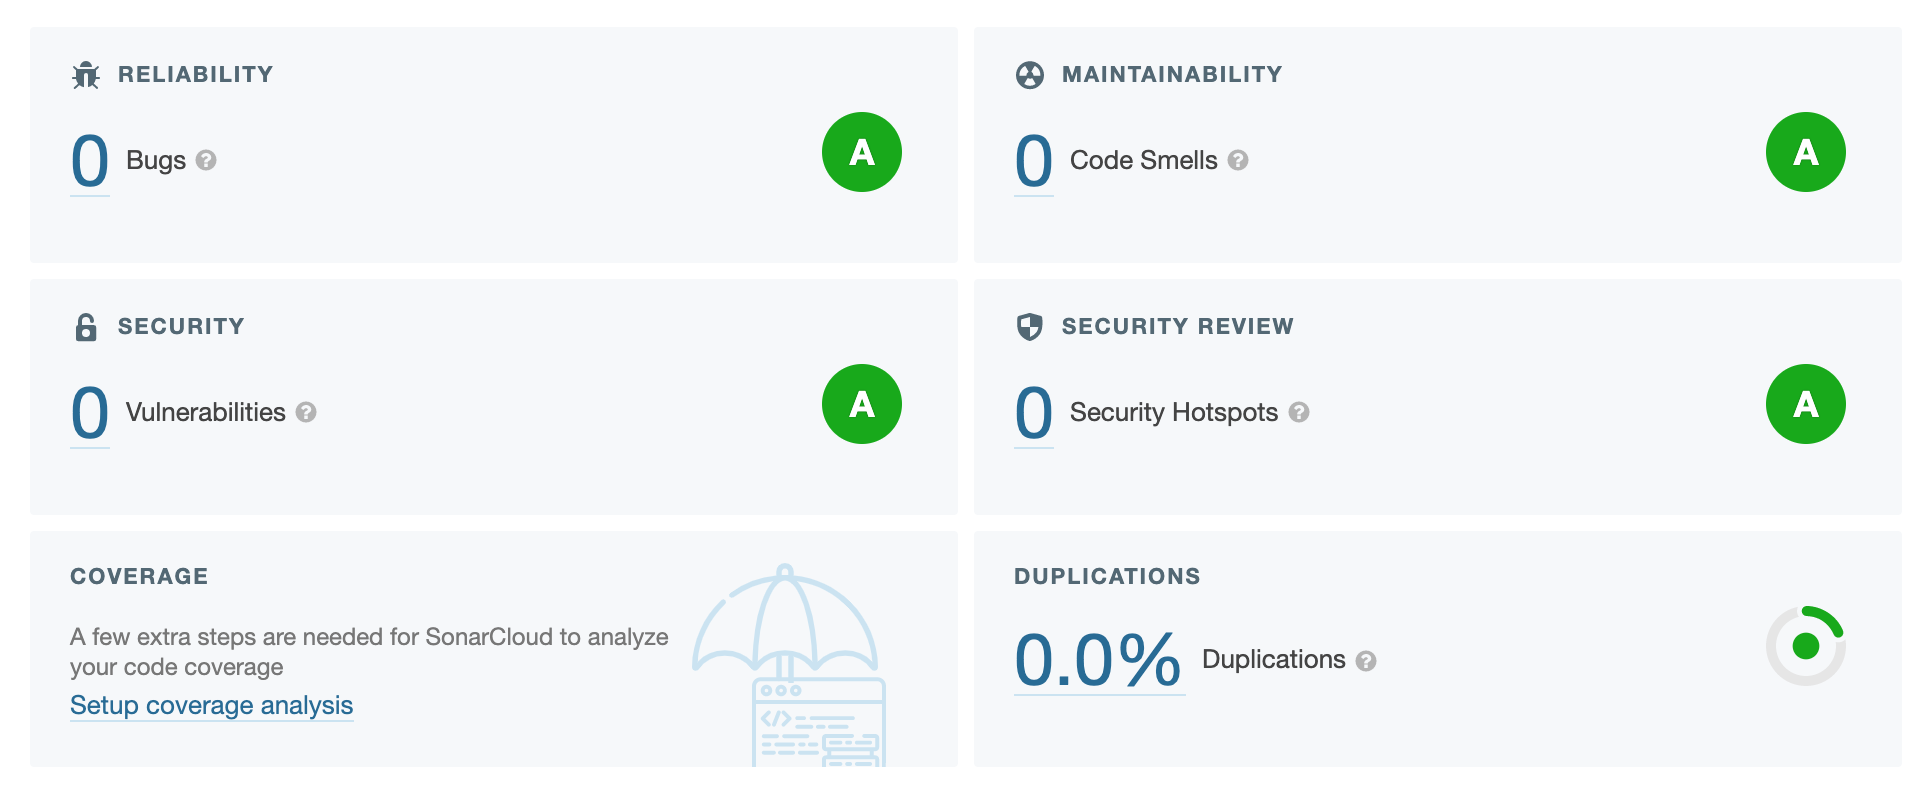 RELIABILITY
0 Bugs ?
A
MAINTAINABILITY
0 Code Smells ?
A
SECURITY
0 Vulnerabilities ?
A
SECURITY REVIEW
0 Security Hotspots ?
A
COVERAGE
A few extra steps are needed for SonarCloud to analyze
your code coverage
Setup coverage analysis
</>
DUPLICATIONS
0.0% Duplications ?